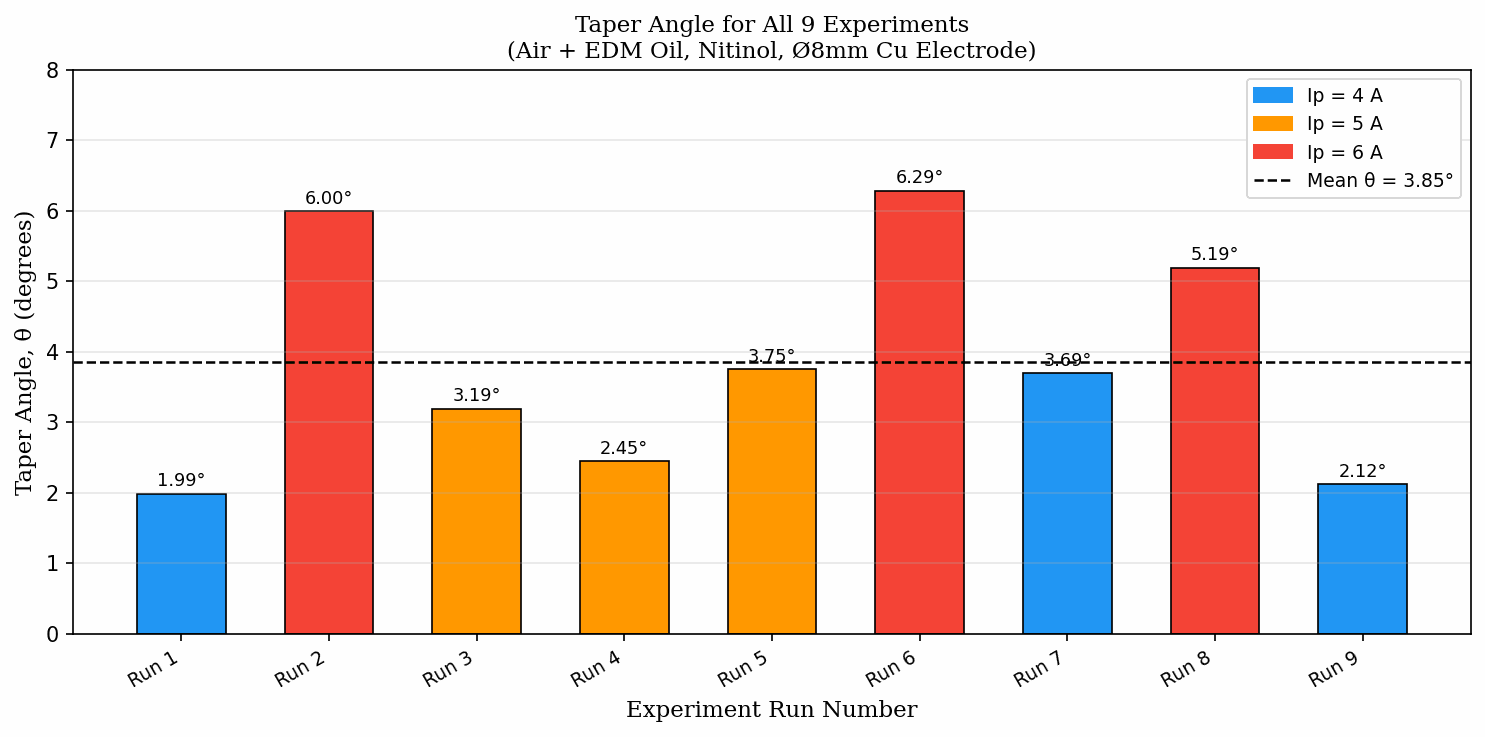 Taper Angle for All 9 Experiments
(Air + EDM Oil, Nitinol, Ø8mm Cu Electrode)
Taper Angle, θ (degrees)
8
7
6
5
4
3
2
1
0
Ip = 4 A
Ip = 5 A
Ip = 6 A
Mean θ = 3.85°
1.99°
6.00°
3.19°
2.45°
3.75°
6.29°
3.69°
5.19°
2.12°
Run 1
Run 2
Run 3
Run 4
Run 5
Run 6
Run 7
Run 8
Run 9
Experiment Run Number